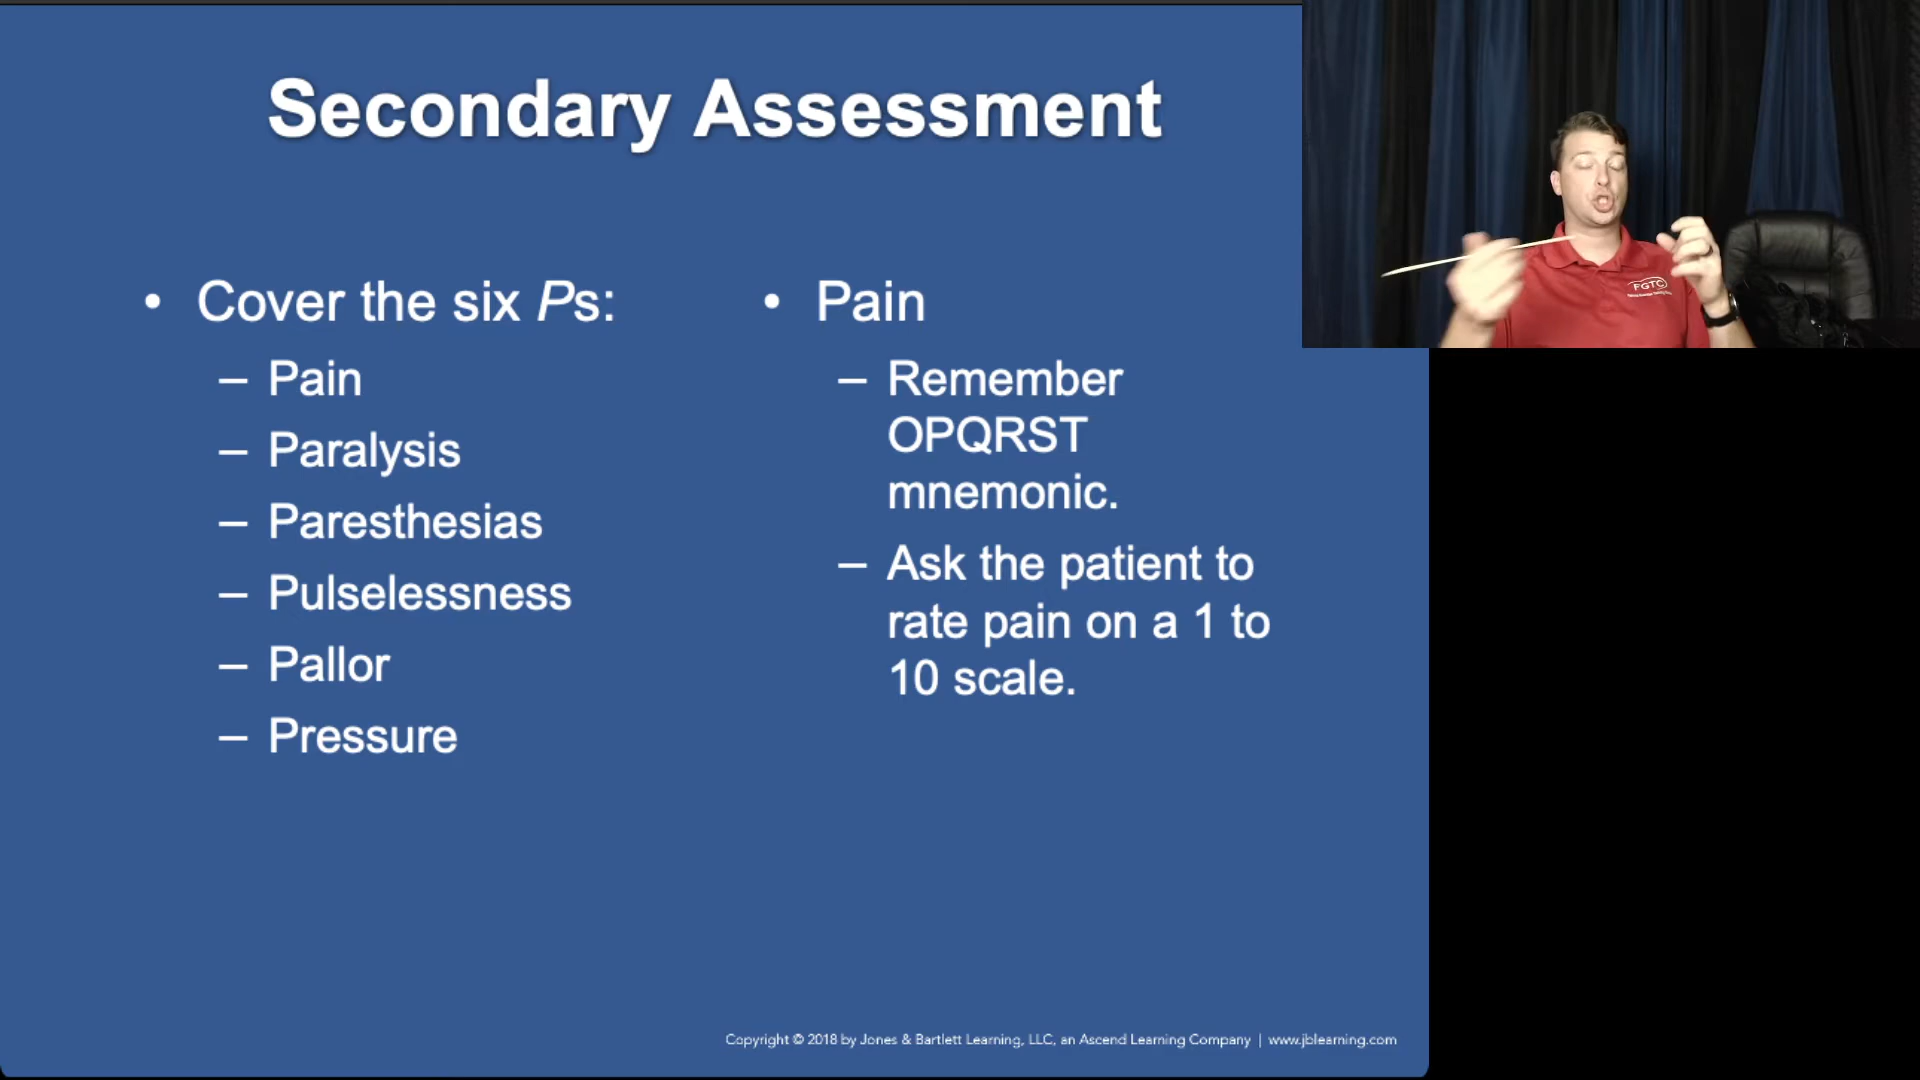 Secondary Assessment
• Cover the six Ps:
– Pain
– Paralysis
– Paresthesias
– Pulselessness
– Pallor
– Pressure
• Pain
– Remember
OPQRST
mnemonic.
– Ask the patient to
rate pain on a 1 to
10 scale.
FGTC
Copyright © 2018 by Jones & Bartlett Learning, LLC, an Ascend Learning Company | www.jblearning.com